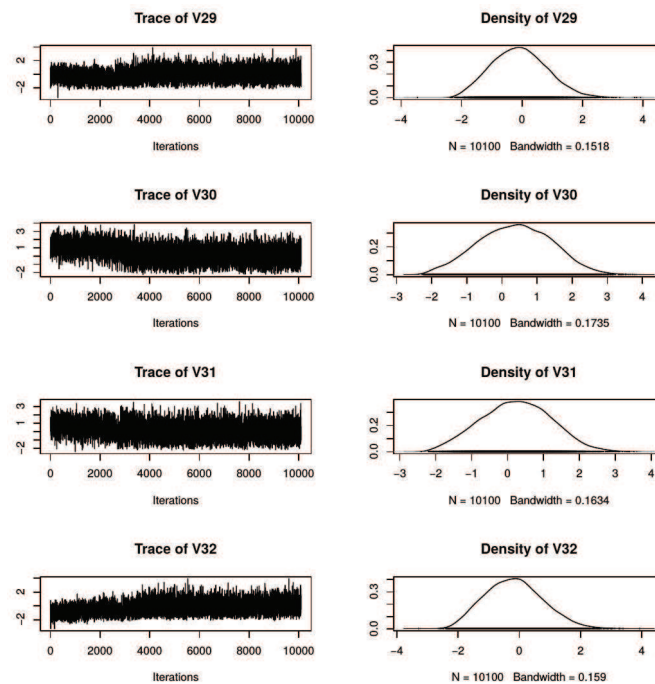 Trace of V29
2
−2
0 2000 4000 6000 8000 10000
Iterations
Density of V29
0.3
0.0
−4 −2 0 2 4
N = 10100 Bandwidth = 0.1518
Trace of V30
3
1
−2
0 2000 4000 6000 8000 10000
Iterations
Density of V30
0.2
0.0
−3 −2 −1 0 1 2 3 4
N = 10100 Bandwidth = 0.1735
Trace of V31
3
1
−2
0 2000 4000 6000 8000 10000
Iterations
Density of V31
0.2
0.0
−3 −2 −1 0 1 2 3 4
N = 10100 Bandwidth = 0.1634
Trace of V32
2
−2
0 2000 4000 6000 8000 10000
Iterations
Density of V32
0.3
0.0
−4 −2 0 2 4
N = 10100 Bandwidth = 0.159